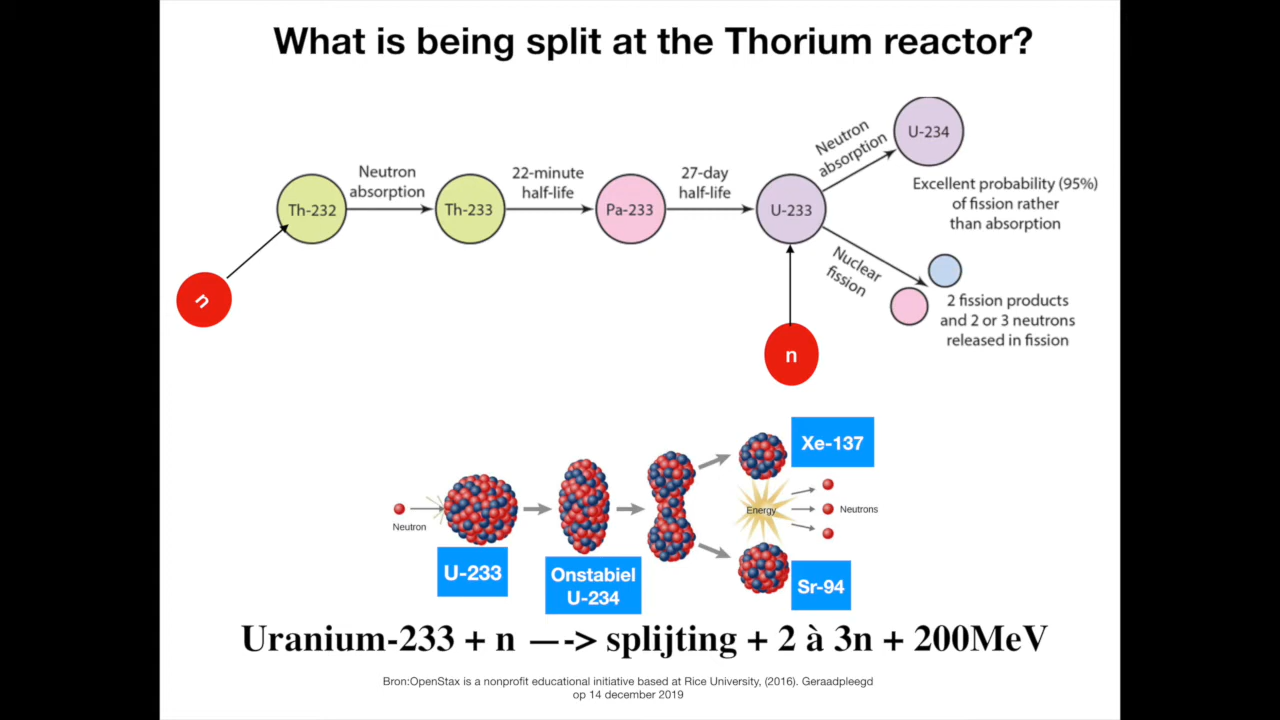 What is being split at the Thorium reactor?
Neutron
absorption
22-minute
half-life
27-day
half-life
Neutron
absorption
U-234
Th-232
Th-233
Pa-233
U-233
Excellent probability (95%)
of fission rather
than absorption
n
Nuclear
fission
2 fission products
and 2 or 3 neutrons
released in fission
n
Xe-137
Neutron
Energy
Neutrons
U-233
Onstabiel
U-234
Sr-94
Uranium-233 + n —-> splijting + 2 à 3n + 200MeV
Bron:OpenStax is a nonprofit educational initiative based at Rice University, (2016). Geraadpleegd
op 14 december 2019